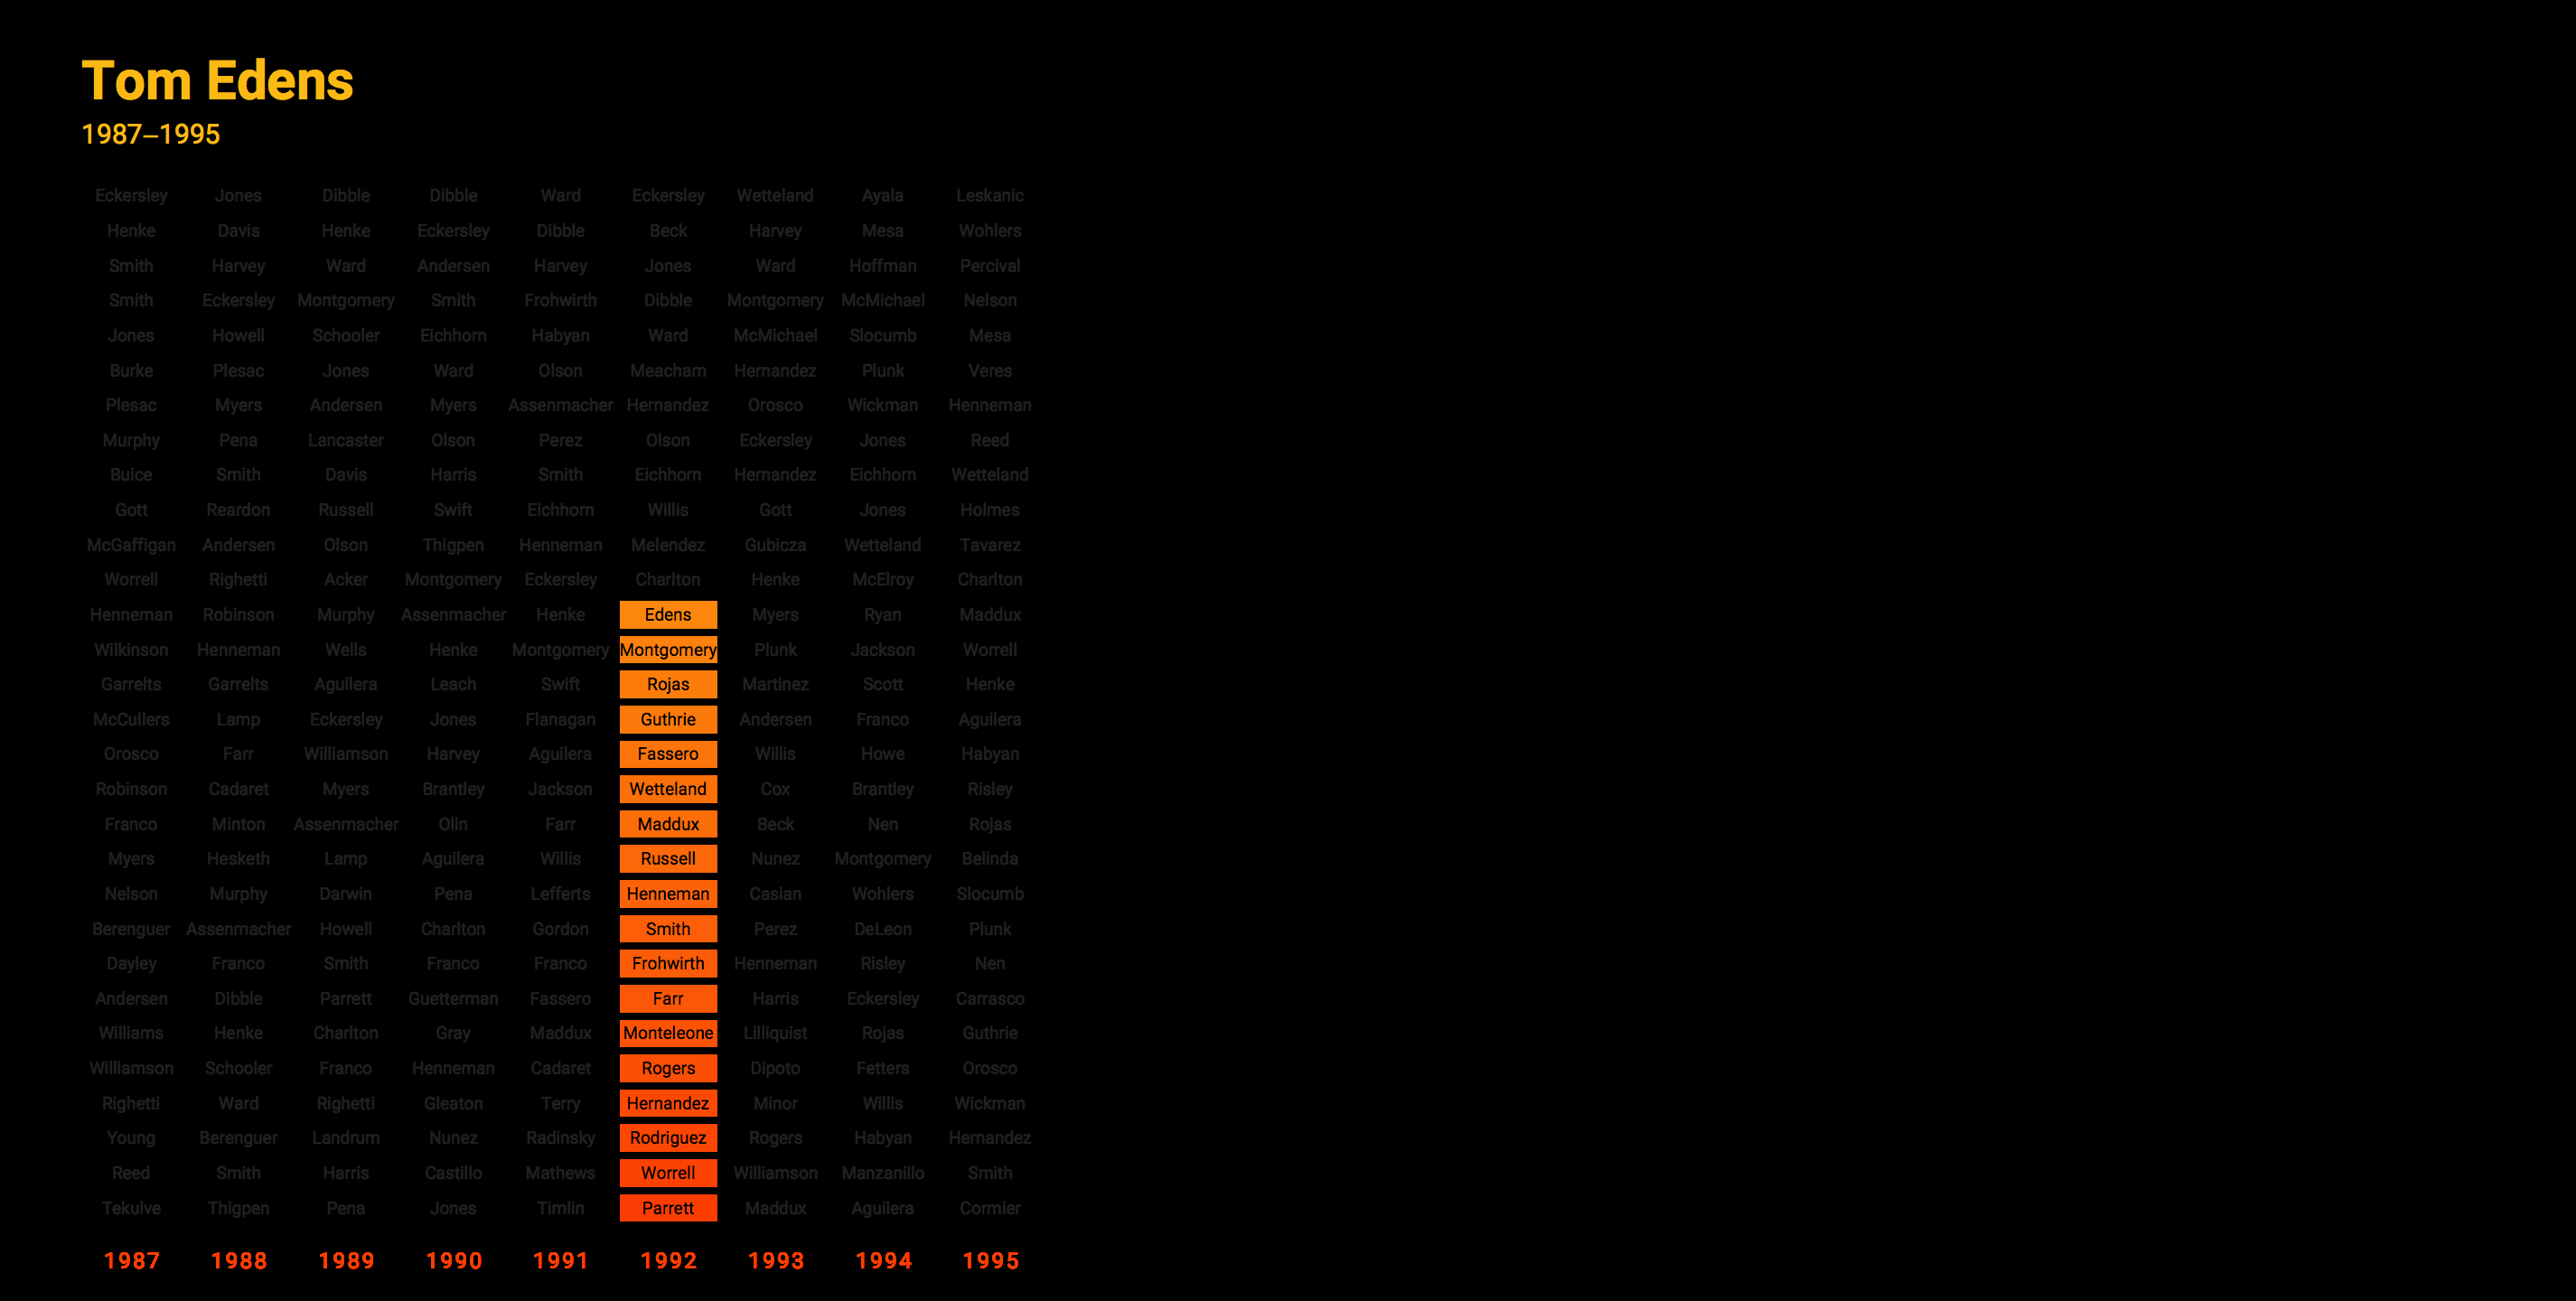 Tom Edens
1987–1995
Eckersley Jones Dibble Dibble Ward Eckersley Wetteland Ayala Leskanic
Henke Davis Henke Eckersley Dibble Beck Harvey Mesa Wohlers
Smith Harvey Ward Andersen Harvey Jones Ward Hoffman Percival
Smith Eckersley Montgomery Smith Frohwirth Dibble Montgomery McMichael Nelson
Jones Howell Schooler Eichhorn Habyan Ward McMichael Slocumb Mesa
Burke Plesac Jones Ward Olson Meacham Hernandez Plunk Veres
Plesac Myers Andersen Myers Assenmacher Hernandez Orosco Wickman Henneman
Murphy Pena Lancaster Olson Perez Olson Eckersley Jones Reed
Buice Smith Davis Harris Smith Eichhorn Hernandez Eichhorn Wetteland
Gott Reardon Russell Swift Eichhorn Willis Gott Jones Holmes
McGaffigan Andersen Olson Thigpen Henneman Melendez Gubicza Wetteland Tavarez
Worrell Righetti Acker Montgomery Eckersley Charlton Henke McElroy Charlton
Henneman Robinson Murphy Assenmacher Henke Edens Myers Ryan Maddux
Wilkinson Henneman Wells Henke Montgomery Montgomery Plunk Jackson Worrell
Garrelts Garrelts Aguilera Leach Swift Rojas Martinez Scott Henke
McCullers Lamp Eckersley Jones Flanagan Guthrie Andersen Franco Aguilera
Orosco Farr Williamson Harvey Aguilera Fassero Willis Howe Habyan
Robinson Cadaret Myers Brantley Jackson Wetteland Cox Brantley Risley
Franco Minton Assenmacher Olin Farr Maddux Beck Nen Rojas
Myers Hesketh Lamp Aguilera Willis Russell Nunez Montgomery Belinda
Nelson Murphy Darwin Pena Lefferts Henneman Casian Wohlers Slocumb
Berenguer Assenmacher Howell Charlton Gordon Smith Perez DeLeon Plunk
Dayley Franco Smith Franco Franco Frohwirth Henneman Risley Nen
Andersen Dibble Parrett Guetterman Fassero Farr Harris Eckersley Carrasco
Williams Henke Charlton Gray Maddux Monteleone Lilliquist Rojas Guthrie
Williamson Schooler Franco Henneman Cadaret Rogers Dipoto Fetters Orosco
Righetti Ward Righetti Gleaton Terry Hernandez Minor Willis Wickman
Young Berenguer Landrum Nunez Radinsky Rodriguez Rogers Habyan Hernandez
Reed Smith Harris Castillo Mathews Worrell Williamson Manzanillo Smith
Tekulve Thigpen Pena Jones Timlin Parrett Maddux Aguilera Cormier
1987 1988 1989 1990 1991 1992 1993 1994 1995